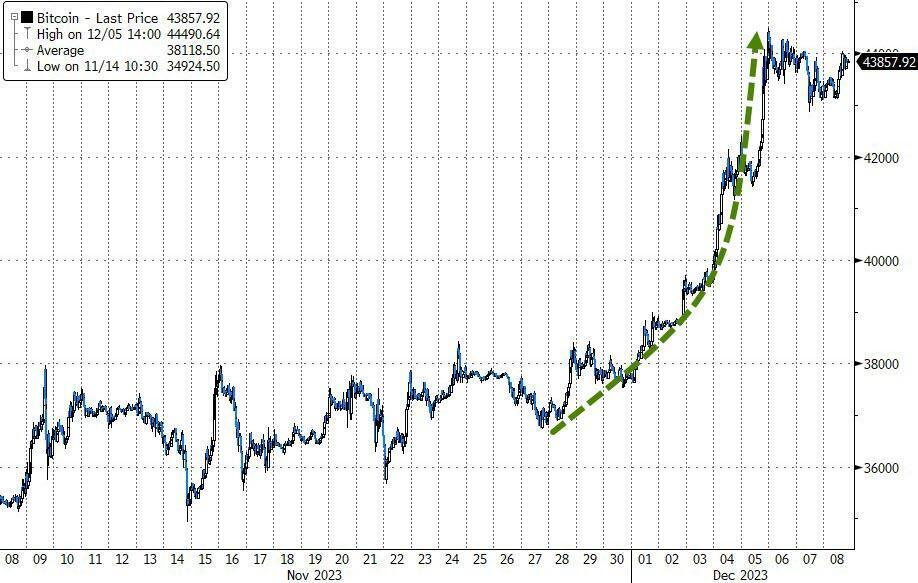 Bitcoin - Last Price 43857.92
High on 12/05 14:00 44490.64
Average 38118.50
Low on 11/14 10:30 34924.50
44000
43857.92
42000
40000
38000
36000
08 09 10 11 12 13 14 15 16 17 18 19 20 21 22 23 24 25 26 27 28 29 30 01 02 03 04 05 06 07 08
Nov 2023 Dec 2023